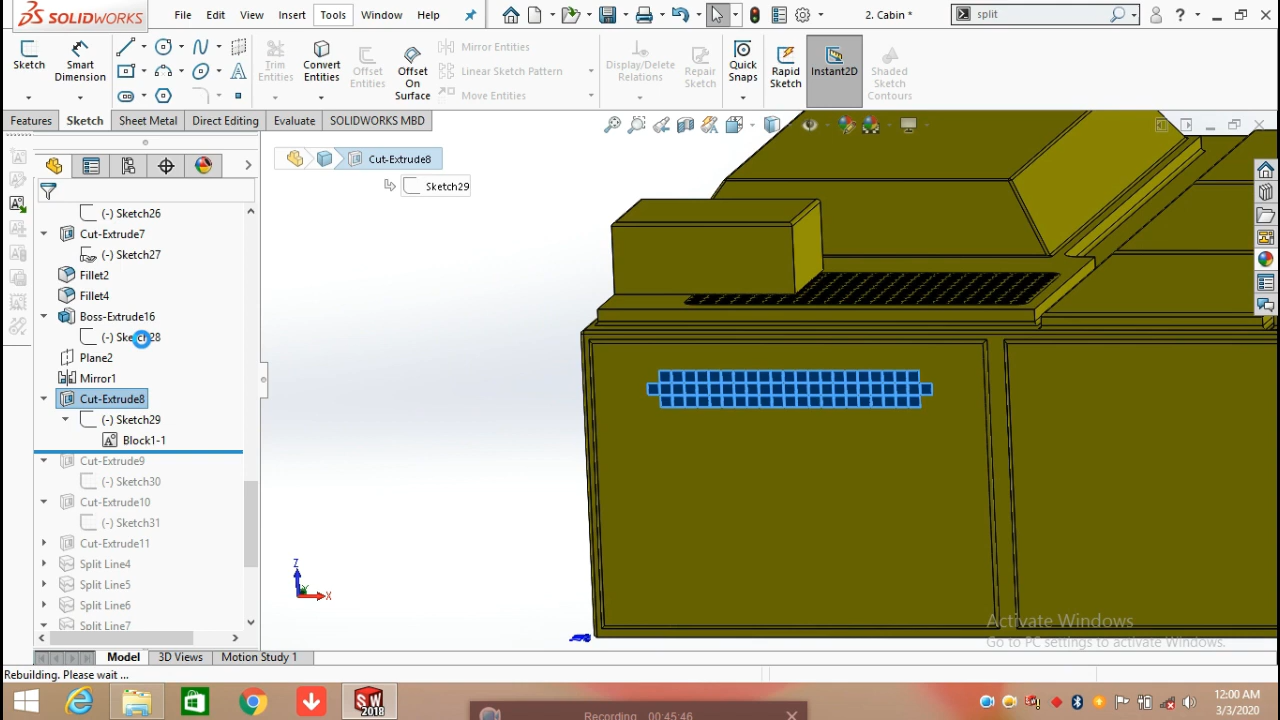 SOLIDWORKS
File
Edit
View
Insert
Tools
Window
Help
2. Cabin *
split
Sketch
Smart Dimension
Trim Entities
Convert Entities
Offset Entities
Offset On Surface
Mirror Entities
Linear Sketch Pattern
Move Entities
Display/Delete Relations
Repair Sketch
Quick Snaps
Rapid Sketch
Instant2D
Shaded Sketch Contours
Features
Sketch
Sheet Metal
Direct Editing
Evaluate
SOLIDWORKS MBD
Cut-Extrude8
Sketch29
(-) Sketch26
Cut-Extrude7
(-) Sketch27
Fillet2
Fillet4
Boss-Extrude16
(-) Sketch28
Plane2
Mirror1
Cut-Extrude8
(-) Sketch29
Block1-1
Cut-Extrude9
(-) Sketch30
Cut-Extrude10
(-) Sketch31
Cut-Extrude11
Split Line4
Split Line5
Split Line6
Split Line7
Z
X
Activate Windows
Go to PC settings to activate Windows.
Model
3D Views
Motion Study 1
Rebuilding. Please wait ...
SW
2018
Recording 00:45:46
12:00 AM
3/3/2020